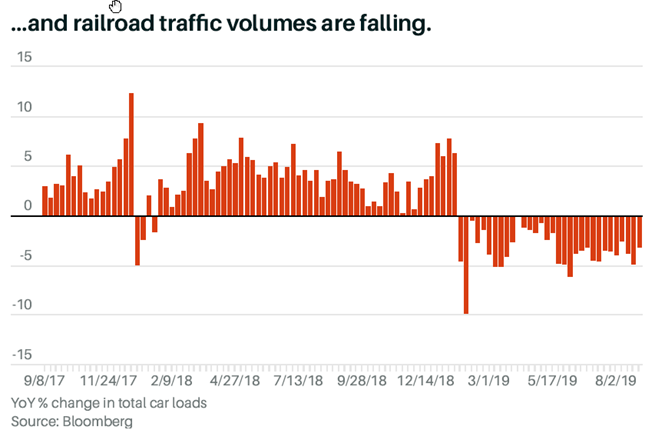 ...and railroad traffic volumes are falling.
15
10
5
0
-5
-10
-15
9/8/17 11/24/17 2/9/18 4/27/18 7/13/18 9/28/18 12/14/18 3/1/19 5/17/19 8/2/19
YoY % change in total car loads
Source: Bloomberg